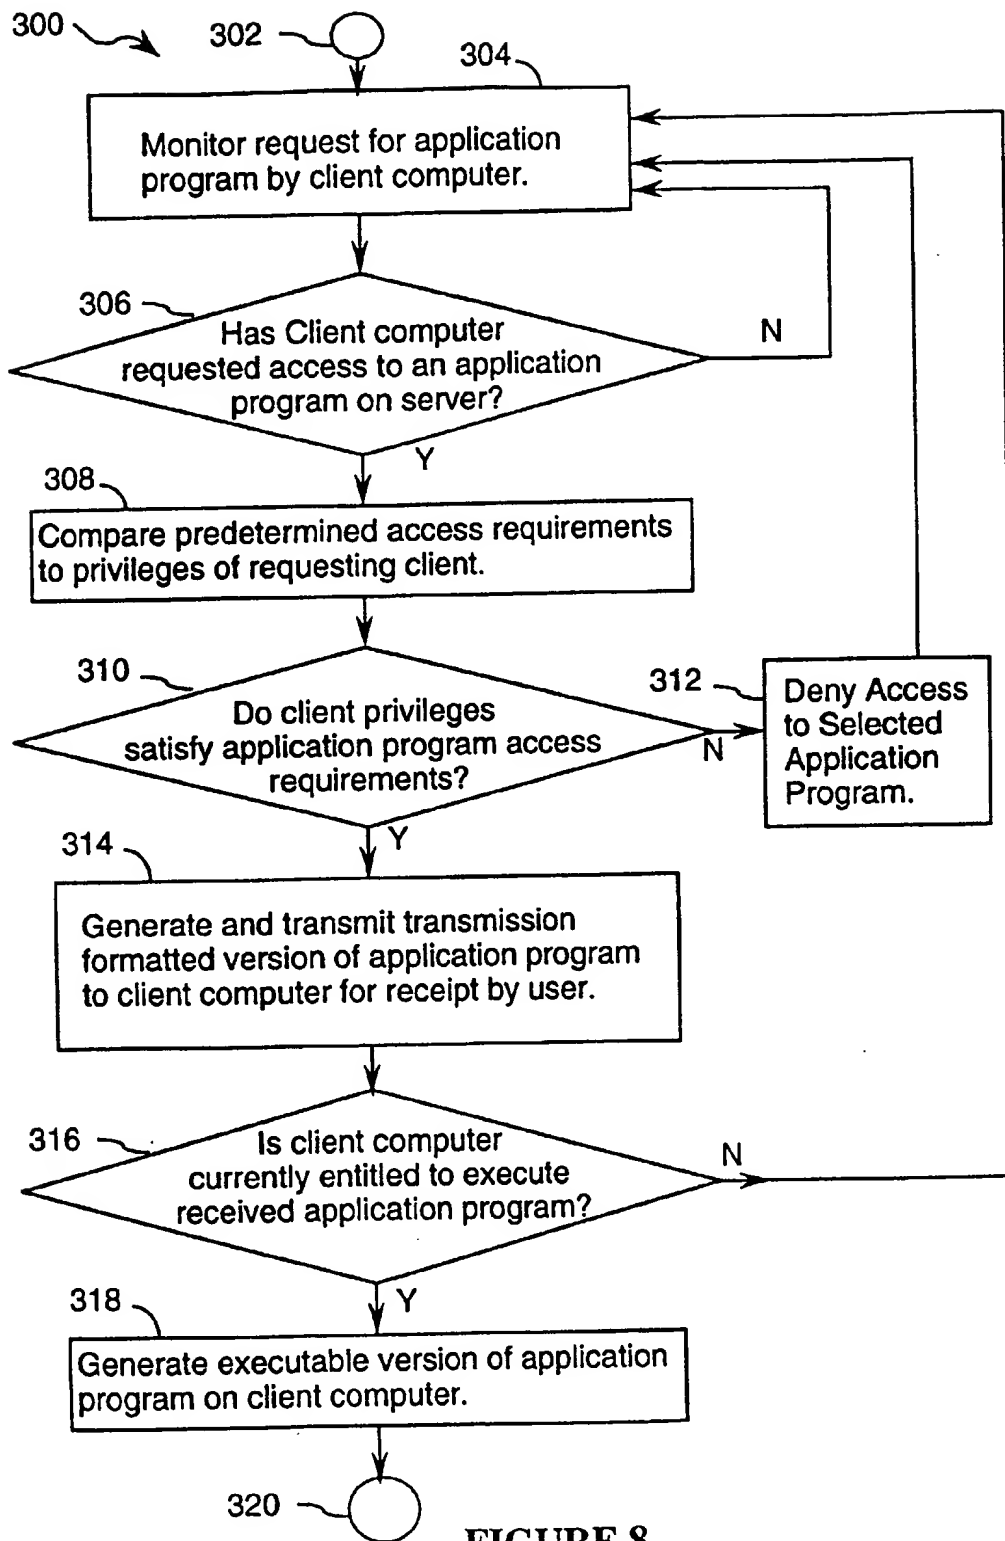 300
302
304
Monitor request for application
program by client computer.
306
Has Client computer
requested access to an application
program on server?
N
Y
308
Compare predetermined access requirements
to privileges of requesting client.
310
Do client privileges
satisfy application program access
requirements?
N
312
Deny Access
to Selected
Application
Program.
Y
314
Generate and transmit transmission
formatted version of application program
to client computer for receipt by user.
316
Is client computer
currently entitled to execute
received application program?
N
Y
318
Generate executable version of application
program on client computer.
320
FIGURE 8